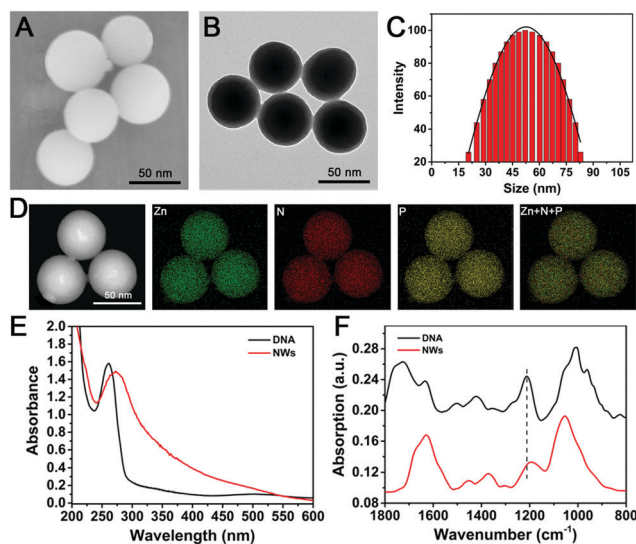 A
50 nm
B
50 nm
C
Intensity
100
80
60
40
20
0 15 30 45 60 75 90 105
Size (nm)
D
50 nm
Zn
N
P
Zn+N+P
E
Absorbance
2.0
1.8
1.6
1.4
1.2
1.0
0.8
0.6
0.4
0.2
0.0
DNA
NWs
200 250 300 350 400 450 500 550 600
Wavelength (nm)
F
Absorption (a.u.)
0.28
0.24
0.20
0.16
0.12
0.08
DNA
NWs
1800 1600 1400 1200 1000 800
Wavenumber (cm⁻¹)